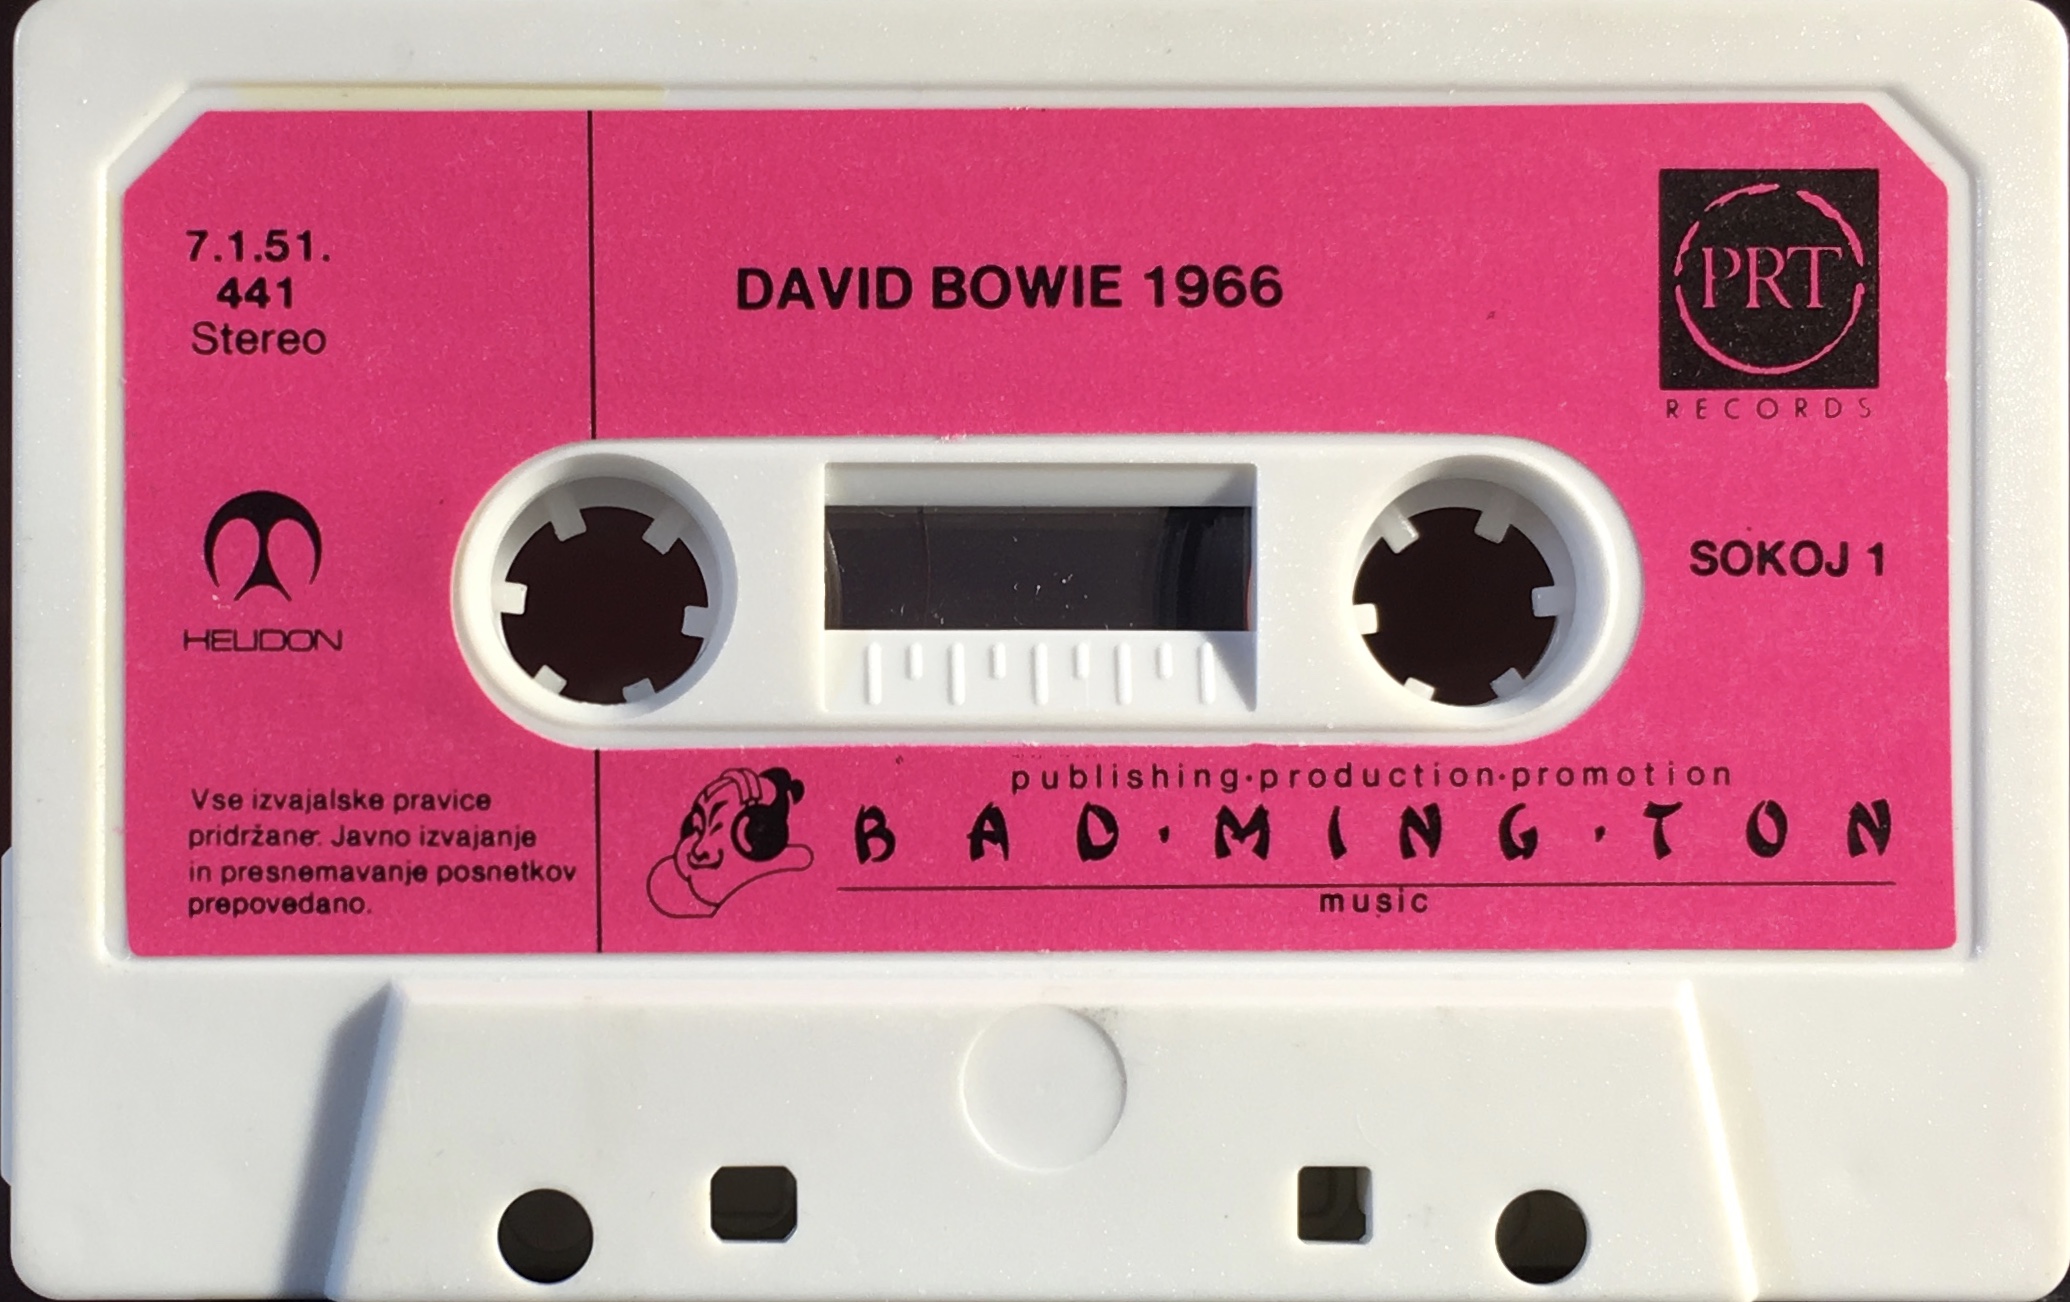 7.1.51.
441
Stereo
DAVID BOWIE 1966
PRT
RECORDS
HELIDON
SOKOJ 1
Vse izvajalske pravice
pridržane. Javno izvajanje
in presnemavanje posnetkov
prepovedano.
publishing·production·promotion
BAD·MING·TON
music